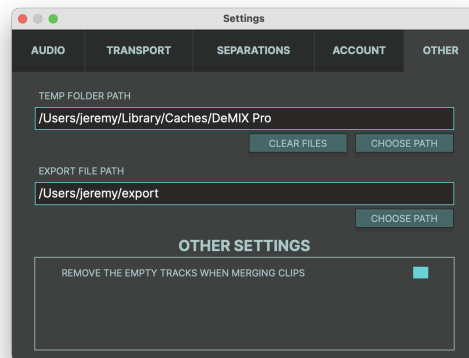 Settings
AUDIO TRANSPORT SEPARATIONS ACCOUNT OTHER
TEMP FOLDER PATH
/Users/jeremy/Library/Caches/DeMIX Pro
CLEAR FILES CHOOSE PATH
EXPORT FILE PATH
/Users/jeremy/export
CHOOSE PATH
OTHER SETTINGS
REMOVE THE EMPTY TRACKS WHEN MERGING CLIPS